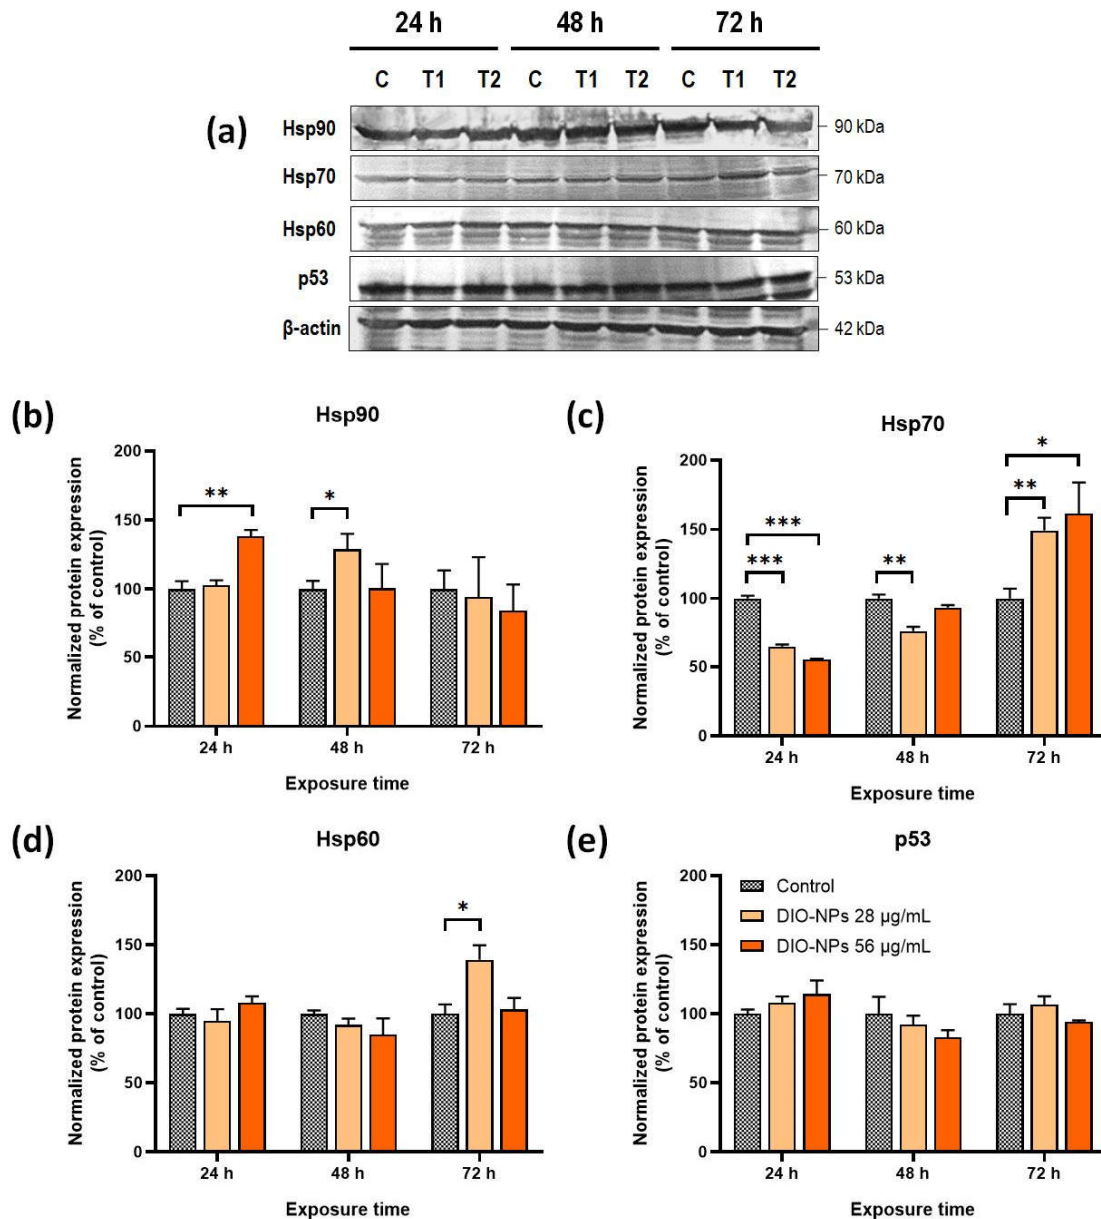 24 h 48 h 72 h
C T1 T2 C T1 T2 C T1 T2
(a)
Hsp90 90 kDa
Hsp70 70 kDa
Hsp60 60 kDa
p53 53 kDa
β-actin 42 kDa
(b)
Hsp90
Normalized protein expression
(% of control)
200
150
100
50
0
**
*
24 h 48 h 72 h
Exposure time
(c)
Hsp70
Normalized protein expression
(% of control)
200
150
100
50
0
***
***
**
*
**
24 h 48 h 72 h
Exposure time
(d)
Hsp60
Normalized protein expression
(% of control)
200
150
100
50
0
*
24 h 48 h 72 h
Exposure time
(e)
p53
Normalized protein expression
(% of control)
200
150
100
50
0
Control
DIO-NPs 28 µg/mL
DIO-NPs 56 µg/mL
24 h 48 h 72 h
Exposure time